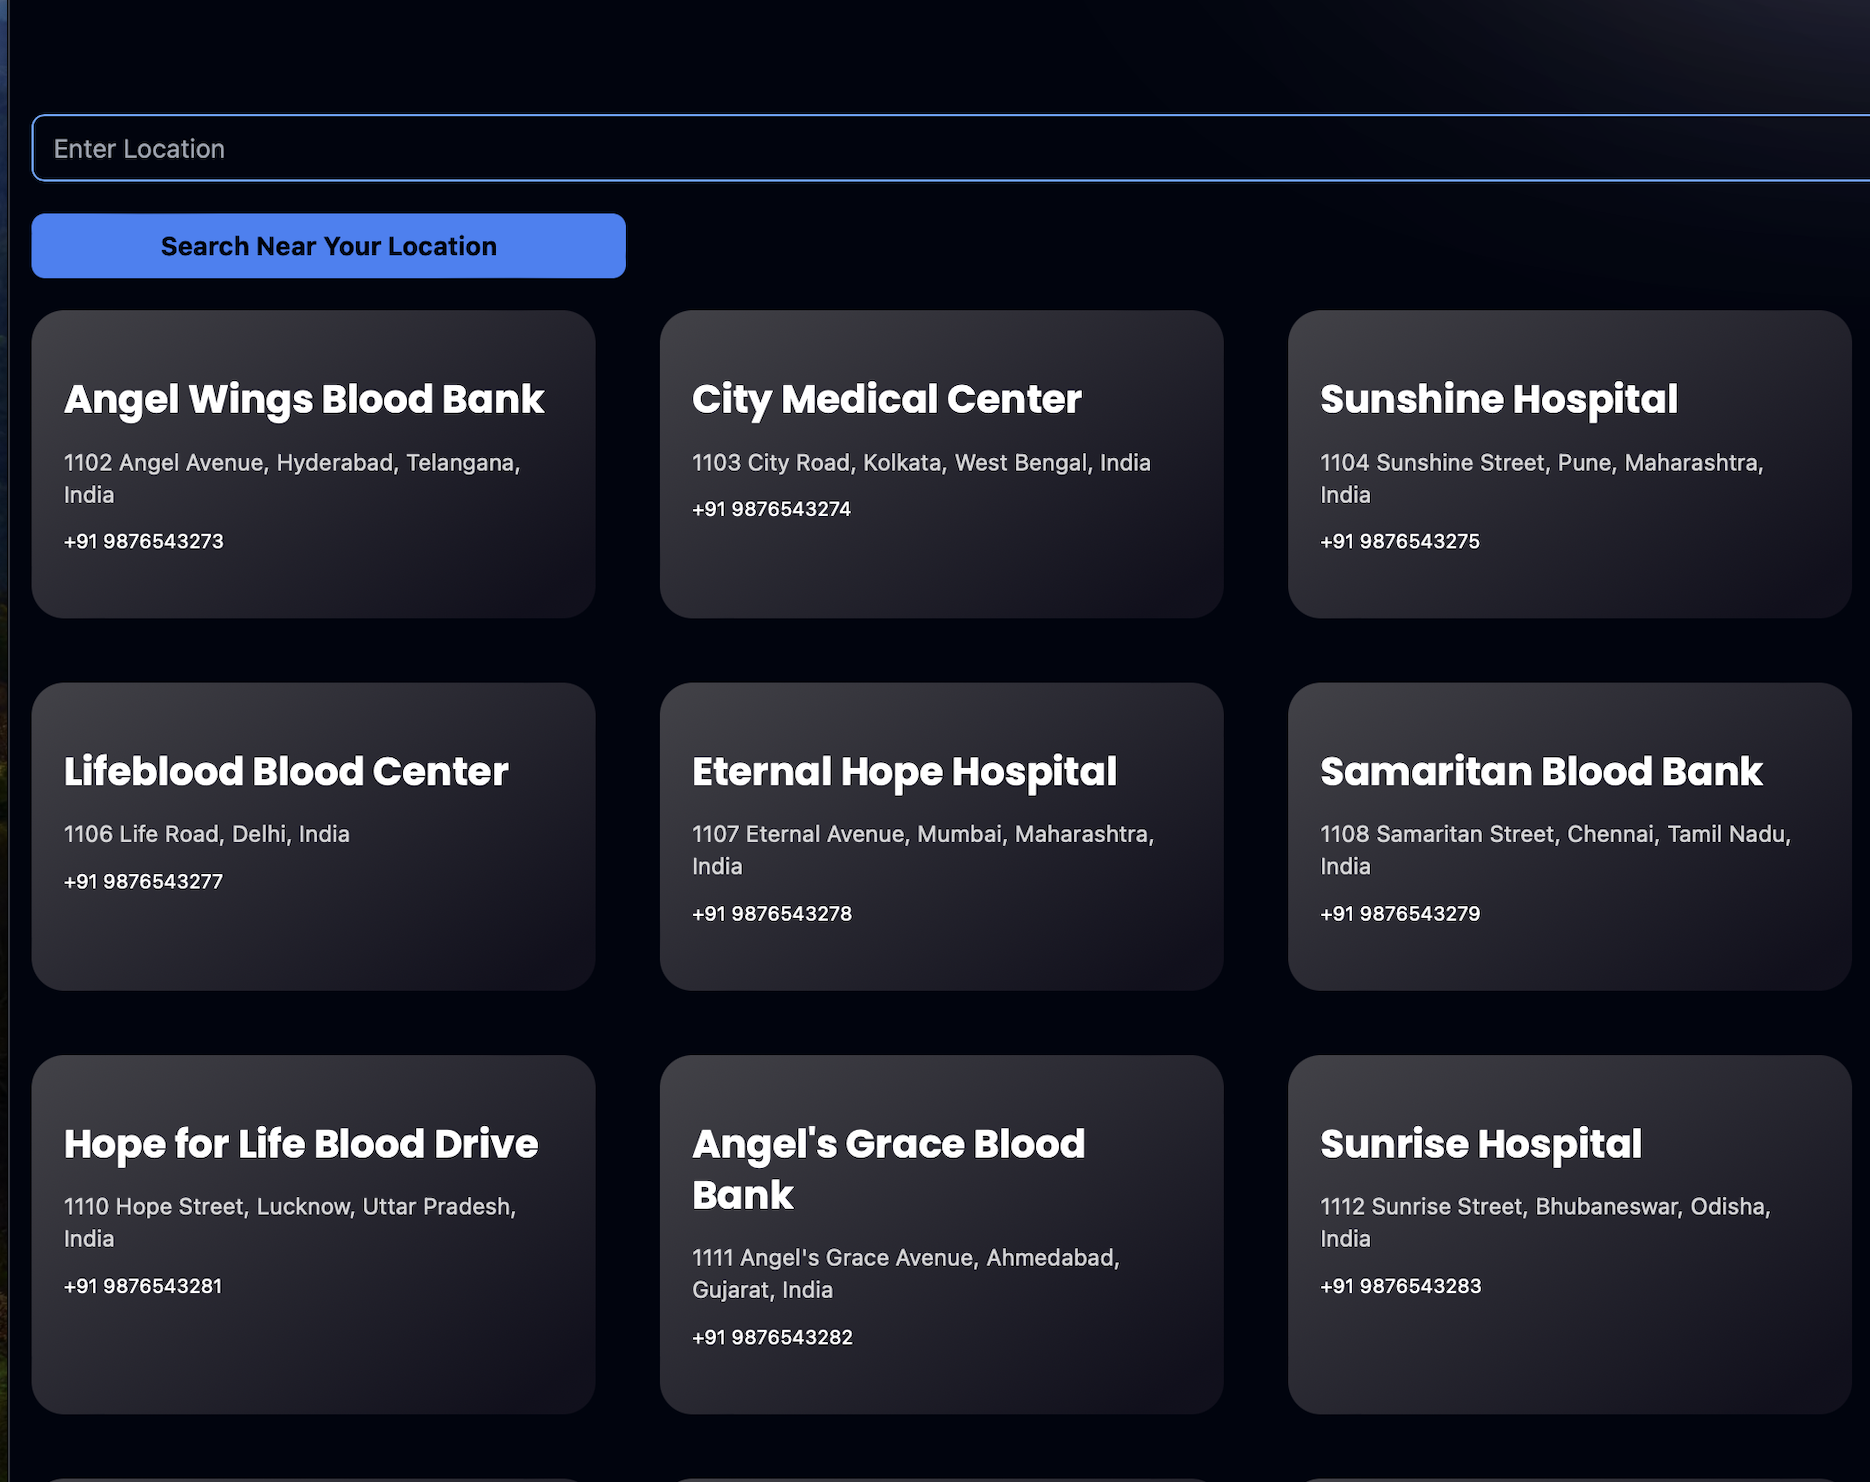 Enter Location
Search Near Your Location
Angel Wings Blood Bank
1102 Angel Avenue, Hyderabad, Telangana,
India
+91 9876543273
City Medical Center
1103 City Road, Kolkata, West Bengal, India
+91 9876543274
Sunshine Hospital
1104 Sunshine Street, Pune, Maharashtra,
India
+91 9876543275
Lifeblood Blood Center
1106 Life Road, Delhi, India
+91 9876543277
Eternal Hope Hospital
1107 Eternal Avenue, Mumbai, Maharashtra,
India
+91 9876543278
Samaritan Blood Bank
1108 Samaritan Street, Chennai, Tamil Nadu,
India
+91 9876543279
Hope for Life Blood Drive
1110 Hope Street, Lucknow, Uttar Pradesh,
India
+91 9876543281
Angel's Grace Blood
Bank
1111 Angel's Grace Avenue, Ahmedabad,
Gujarat, India
+91 9876543282
Sunrise Hospital
1112 Sunrise Street, Bhubaneswar, Odisha,
India
+91 9876543283